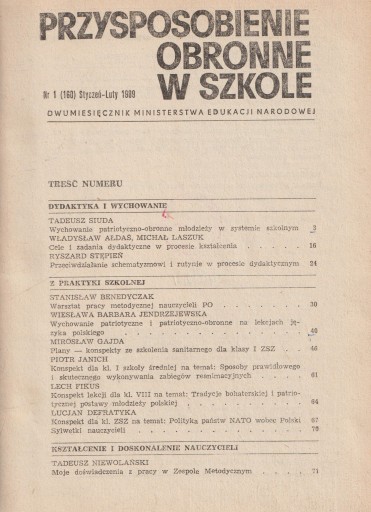 PRZYSPOSOBIENIE
OBRONNE
Nr 1 (160) Styczeń-Luty 1989 W SZKOLE
DWUMIESIĘCZNIK MINISTERSTWA EDUKACJI NARODOWEJ
TREŚĆ NUMERU
DYDAKTYKA I WYCHOWANIE
TADEUSZ SIUDA
Wychowanie patriotyczno-obronne młodzieży w systemie szkolnym 3
WŁADYSŁAW AŁDAŚ, MICHAŁ LASZUK
Cele i zadania dydaktyczne w procesie kształcenia . . . . . 16
RYSZARD STĘPIEŃ
Przeciwdziałanie schematyzmowi i rutynie w procesie dydaktycznym 24
Z PRAKTYKI SZKOLNEJ
STANISŁAW BENEDYCZAK
Warsztat pracy metodycznej nauczycieli PO . . . . . . 30
WIESŁAWA BARBARA JENDRZEJEWSKA
Wychowanie patriotyczne i patriotyczno-obronne na lekcjach ję-
zyka polskiego . . . . . . . . . . . . . 40
MIROSŁAW GAJDA
Plany — konspekty ze szkolenia sanitarnego dla klasy I ZSZ . . 48
PIOTR JANICH
Konspekt dla kl. I szkoły średniej na temat: Sposoby prawidłowego
i skutecznego wykonywania zabiegów reanimacyjnych . . . . 61
LECH FIKUS
Konspekt lekcji dla kl. VIII na temat: Tradycje bohaterskiej i patrio-
tycznej postawy młodzieży polskiej . . . . . . . . 64
LUCJAN DEFRATYKA
Konspekt dla kl. ZSZ na temat: Polityka państw NATO wobec Polski 67
Sylwetki nauczycieli . . . . . . . . . . . . 70
KSZTAŁCENIE I DOSKONALENIE NAUCZYCIELI
TADEUSZ NIEWOLAŃSKI
Moje doświadczenia z pracy w Zespole Metodycznym . . . . 71